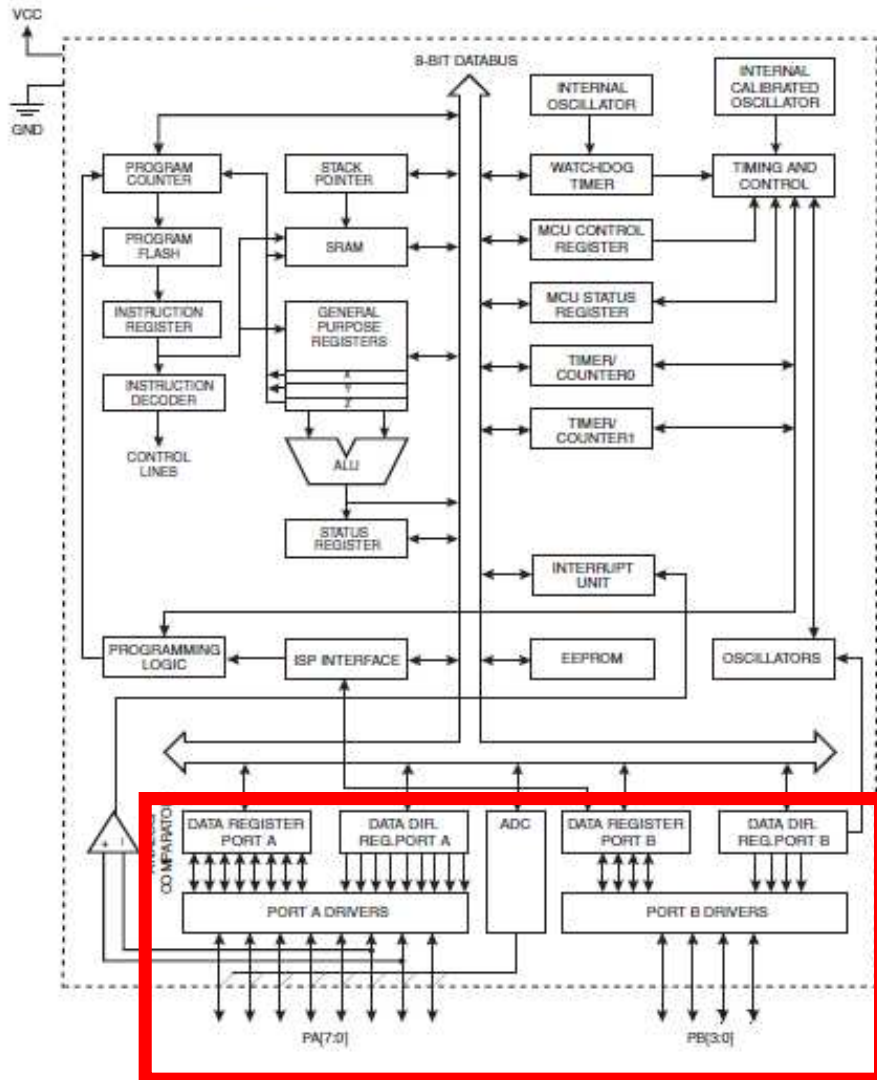 VCC
8-BIT DATABUS
GND
INTERNAL
OSCILLATOR
INTERNAL
CALIBRATED
OSCILLATOR
PROGRAM
COUNTER
STACK
POINTER
WATCHDOG
TIMER
TIMING AND
CONTROL
PROGRAM
FLASH
SRAM
MCU CONTROL
REGISTER
INSTRUCTION
REGISTER
GENERAL
PURPOSE
REGISTERS
MCU STATUS
REGISTER
X
Y
Z
INSTRUCTION
DECODER
TIMER/
COUNTER0
CONTROL
LINES
ALU
TIMER/
COUNTER1
STATUS
REGISTER
INTERRUPT
UNIT
PROGRAMMING
LOGIC
ISP INTERFACE
EEPROM
OSCILLATORS
+
–
COMPARATO
DATA REGISTER
PORT A
DATA DIR.
REG.PORT A
ADC
DATA REGISTER
PORT B
DATA DIR.
REG.PORT B
PORT A DRIVERS
PORT B DRIVERS
PA[7:0]
PB[3:0]